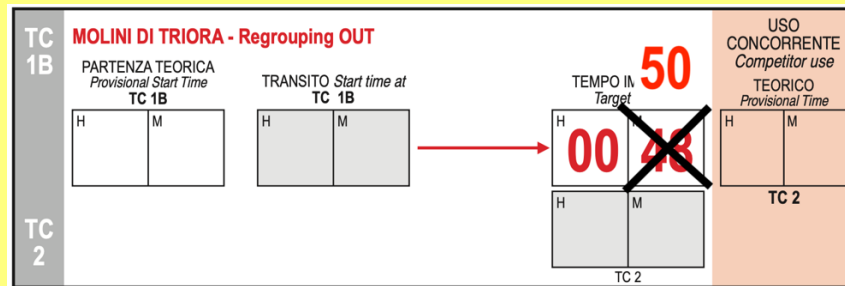 TC 1B
MOLINI DI TRIORA - Regrouping OUT
PARTENZA TEORICA
Provisional Start Time
TC 1B
H M
TRANSITO Start time at
TC 1B
H M
50
TEMPO
Target
H
00 48
H M
TC 2
USO
CONCORRENTE
Competitor use
TEORICO
Provisional Time
H M
TC 2
TC 2